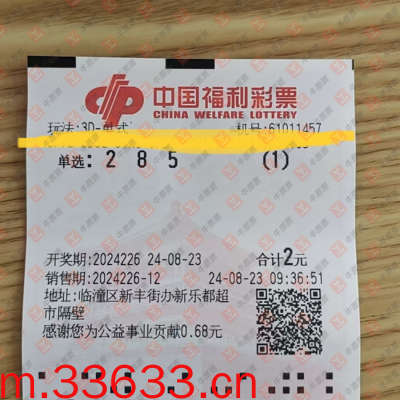 中国福利彩票
CHINA WELFARE LOTTERY
玩法:3D-单式
机号:61011457
单选: 2 8 5 (1)
开奖期:2024226 24-08-23 合计2元
销售期:2024226-12 24-08-23 09:36:51
地址:临潼区新丰街办新乐都超
市隔壁
感谢您为公益事业贡献0.68元
m.33633.cn